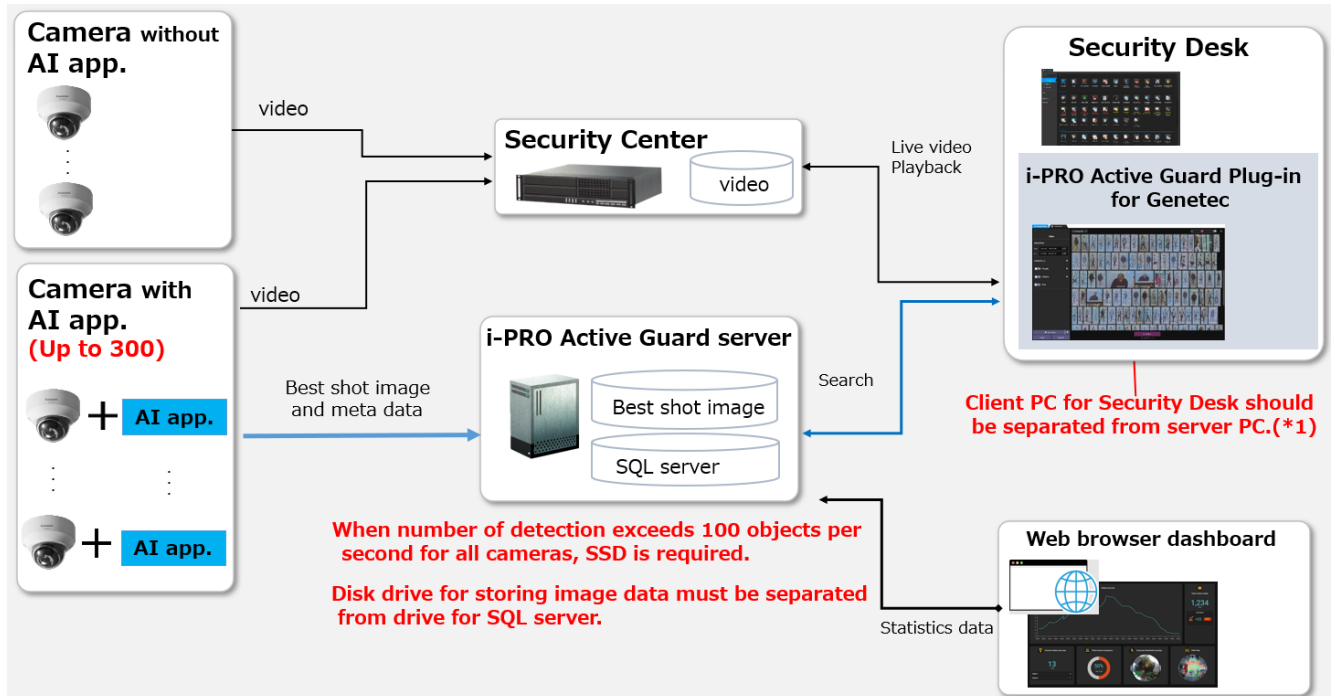 Camera without
AI app.
video
Security Center
video
Live video
Playback
Security Desk
i-PRO Active Guard Plug-in
for Genetec
Camera with
AI app.
(Up to 300)
video
AI app.
AI app.
Best shot image
and meta data
i-PRO Active Guard server
Best shot image
SQL server
Search
Client PC for Security Desk should
be separated from server PC.(*1)
When number of detection exceeds 100 objects per
second for all cameras, SSD is required.
Disk drive for storing image data must be separated
from drive for SQL server.
Statistics data
Web browser dashboard
1,234
13
50%